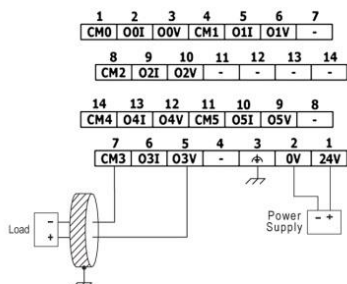 1 2 3 4 5 6 7
CM0 O0I O0V CM1 O1I O1V -
8 9 10 11 12 13 14
CM2 O2I O2V - - - -
14 13 12 11 10 9 8
CM4 O4I O4V CM5 O5I O5V -
7 6 5 4 3 2 1
CM3 O3I O3V - 0V 24V
Load - +
Power Supply - +